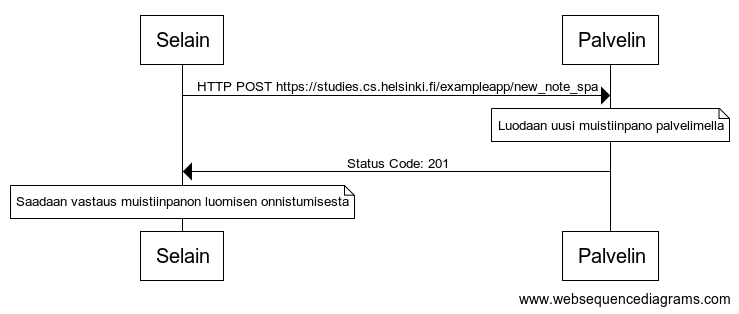 Selain
Palvelin
HTTP POST https://studies.cs.helsinki.fi/exampleapp/new_note_spa
Luodaan uusi muistiinpano palvelimella
Status Code: 201
Saadaan vastaus muistiinpanon luomisen onnistumisesta
Selain
Palvelin
www.websequencediagrams.com